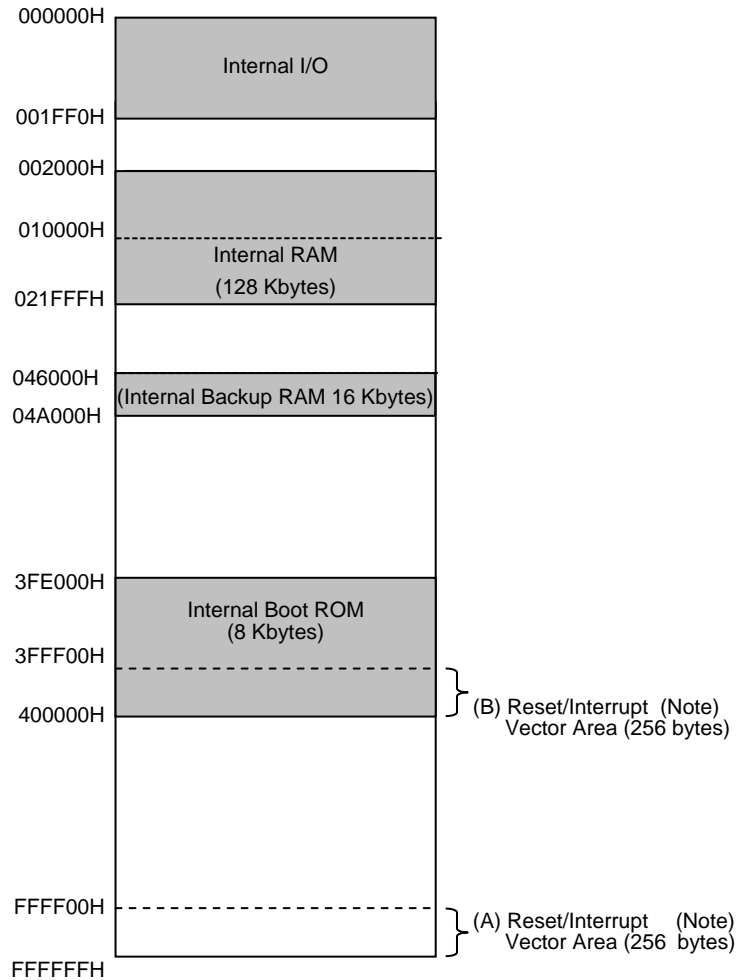 000000H
Internal I/O
001FF0H
002000H
010000H
Internal RAM
(128 Kbytes)
021FFFH
046000H
(Internal Backup RAM 16 Kbytes)
04A000H
3FE000H
Internal Boot ROM
(8 Kbytes)
3FFF00H
(B) Reset/Interrupt (Note)
Vector Area (256 bytes)
400000H
FFFF00H
(A) Reset/Interrupt (Note)
Vector Area (256 bytes)
FFFFFFH